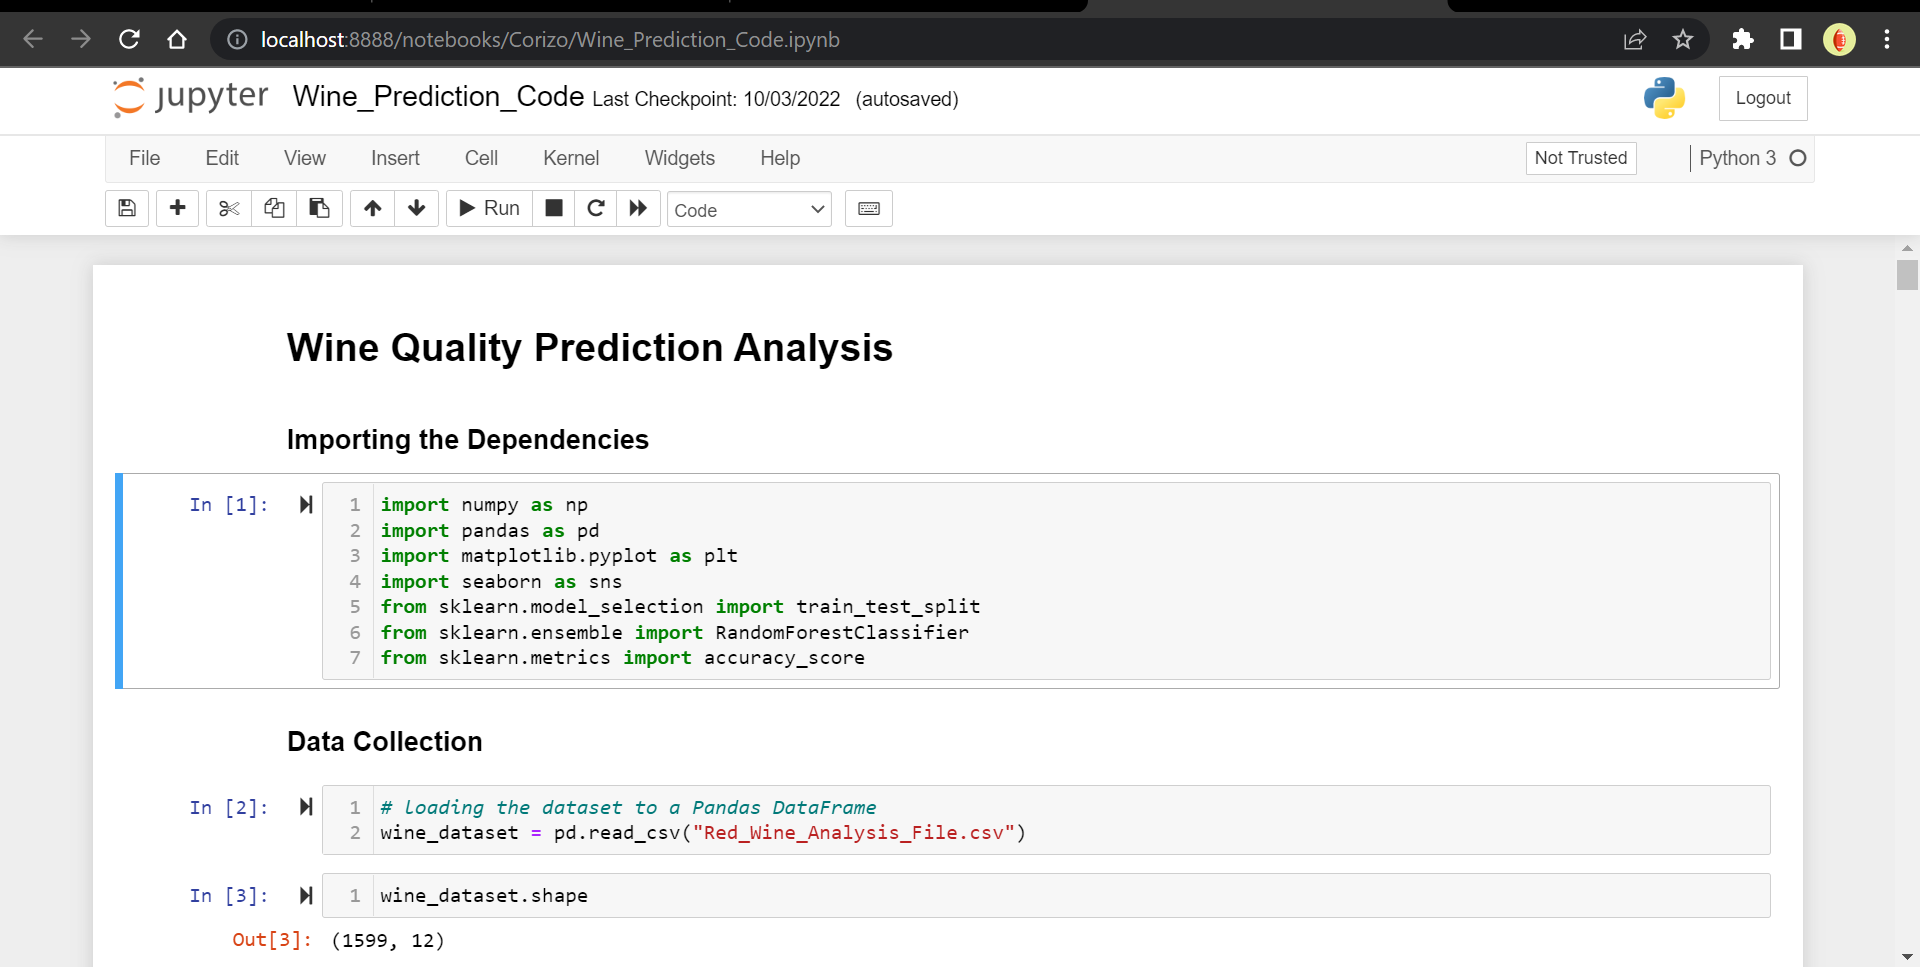 localhost:8888/notebooks/Corizo/Wine_Prediction_Code.ipynb
jupyter Wine_Prediction_Code Last Checkpoint: 10/03/2022 (autosaved) Logout
File Edit View Insert Cell Kernel Widgets Help Not Trusted Python 3
Run Code
Wine Quality Prediction Analysis
Importing the Dependencies
In [1]: 1 import numpy as np
2 import pandas as pd
3 import matplotlib.pyplot as plt
4 import seaborn as sns
5 from sklearn.model_selection import train_test_split
6 from sklearn.ensemble import RandomForestClassifier
7 from sklearn.metrics import accuracy_score
Data Collection
In [2]: 1 # loading the dataset to a Pandas DataFrame
2 wine_dataset = pd.read_csv("Red_Wine_Analysis_File.csv")
In [3]: 1 wine_dataset.shape
Out[3]: (1599, 12)